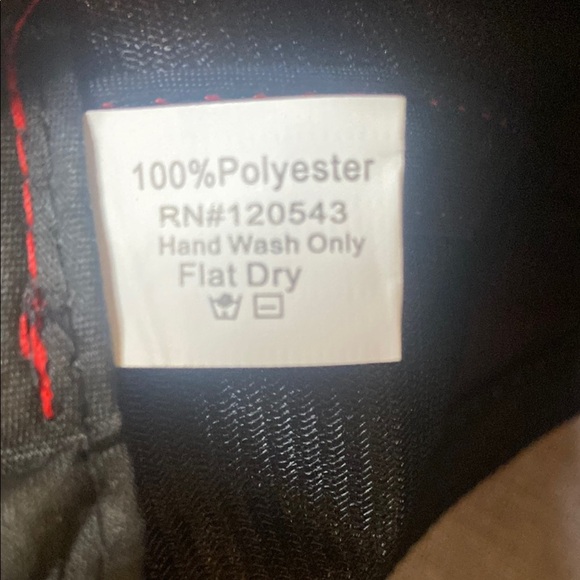 100%Polyester
RN#120543
Hand Wash Only
Flat Dry